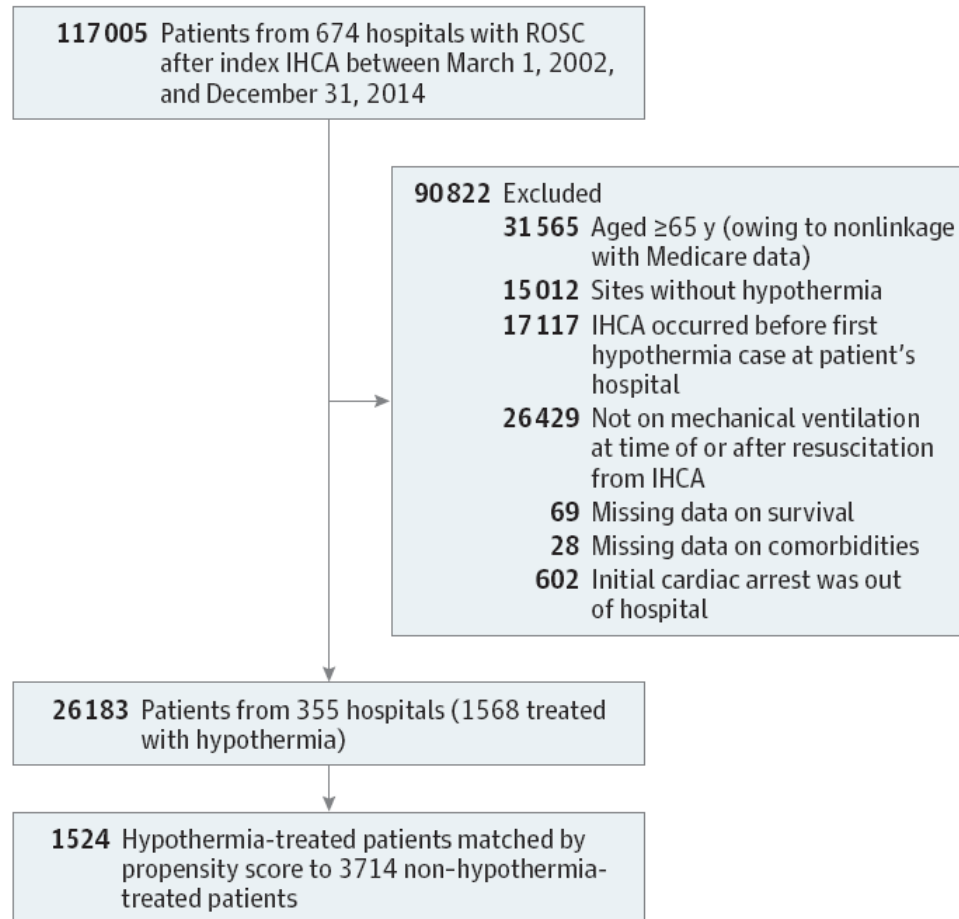 117005 Patients from 674 hospitals with ROSC
after index IHCA between March 1, 2002,
and December 31, 2014
90822 Excluded
31565 Aged ≥65 y (owing to nonlinkage
with Medicare data)
15012 Sites without hypothermia
17117 IHCA occurred before first
hypothermia case at patient's
hospital
26429 Not on mechanical ventilation
at time of or after resuscitation
from IHCA
69 Missing data on survival
28 Missing data on comorbidities
602 Initial cardiac arrest was out
of hospital
26183 Patients from 355 hospitals (1568 treated
with hypothermia)
1524 Hypothermia-treated patients matched by
propensity score to 3714 non-hypothermia-
treated patients